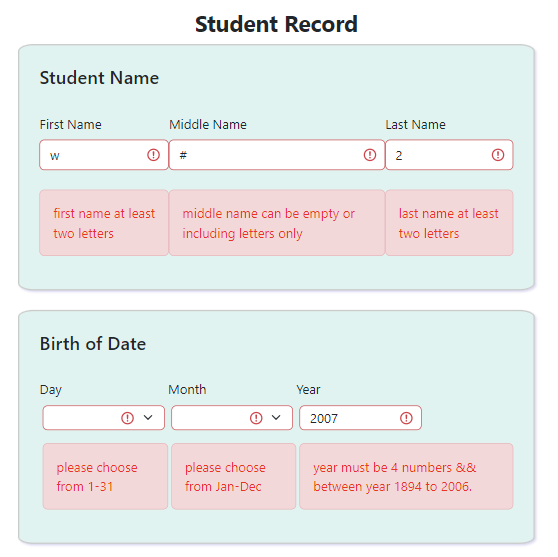 Student Record
Student Name
First Name Middle Name Last Name
w # 2
first name at least middle name can be empty or last name at least
two letters including letters only two letters
Birth of Date
Day Month Year
2007
please choose please choose year must be 4 numbers &&
from 1-31 from Jan-Dec between year 1894 to 2006.